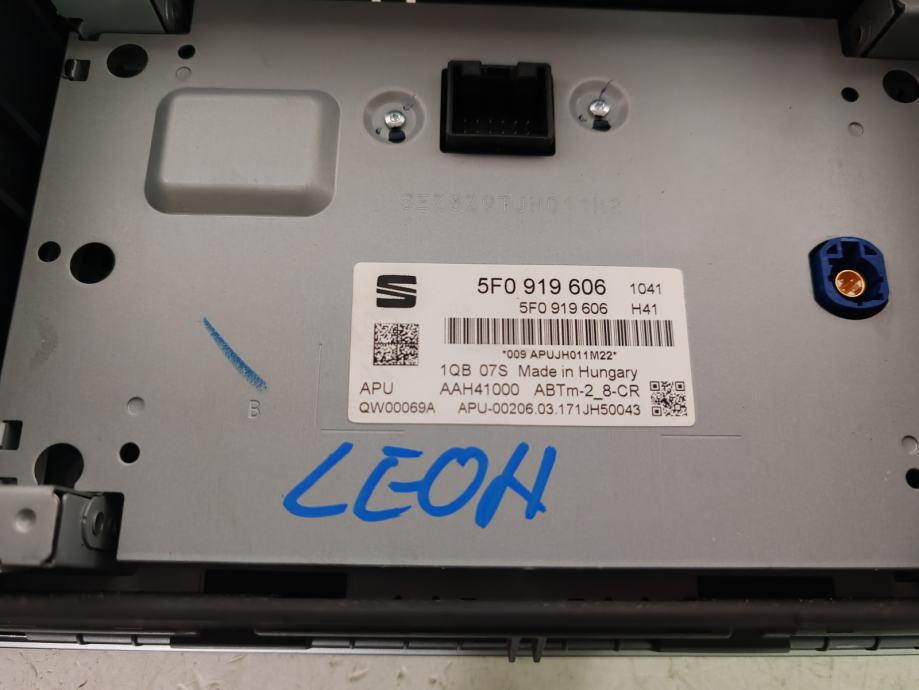 5F0 919 606 1041
5F0 919 606 H41
*009 APUJH011M22*
1QB 07S Made in Hungary
APU AAH41000 ABTm-2_8-CR
QW00069A APU-00206.03.171JH50043
B
LEOH